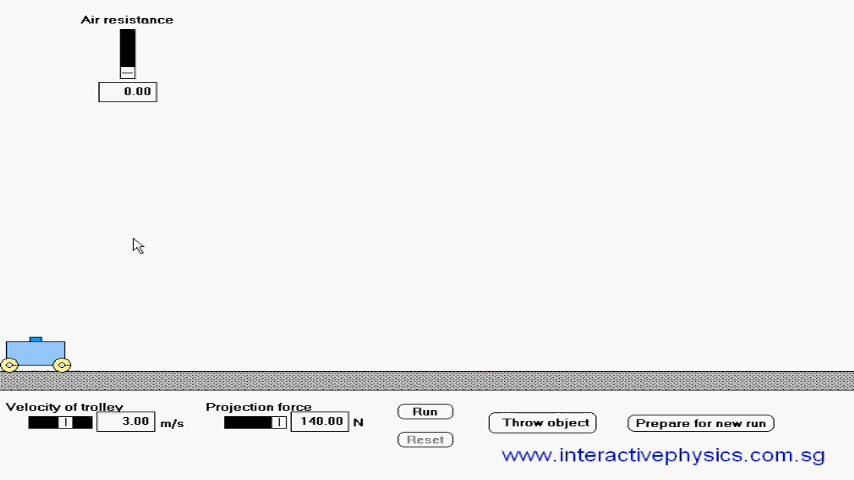 Air resistance
0.00
Velocity of trolley
3.00 m/s
Projection force
140.00 N
Run
Reset
Throw object
Prepare for new run
www.interactivephysics.com.sg